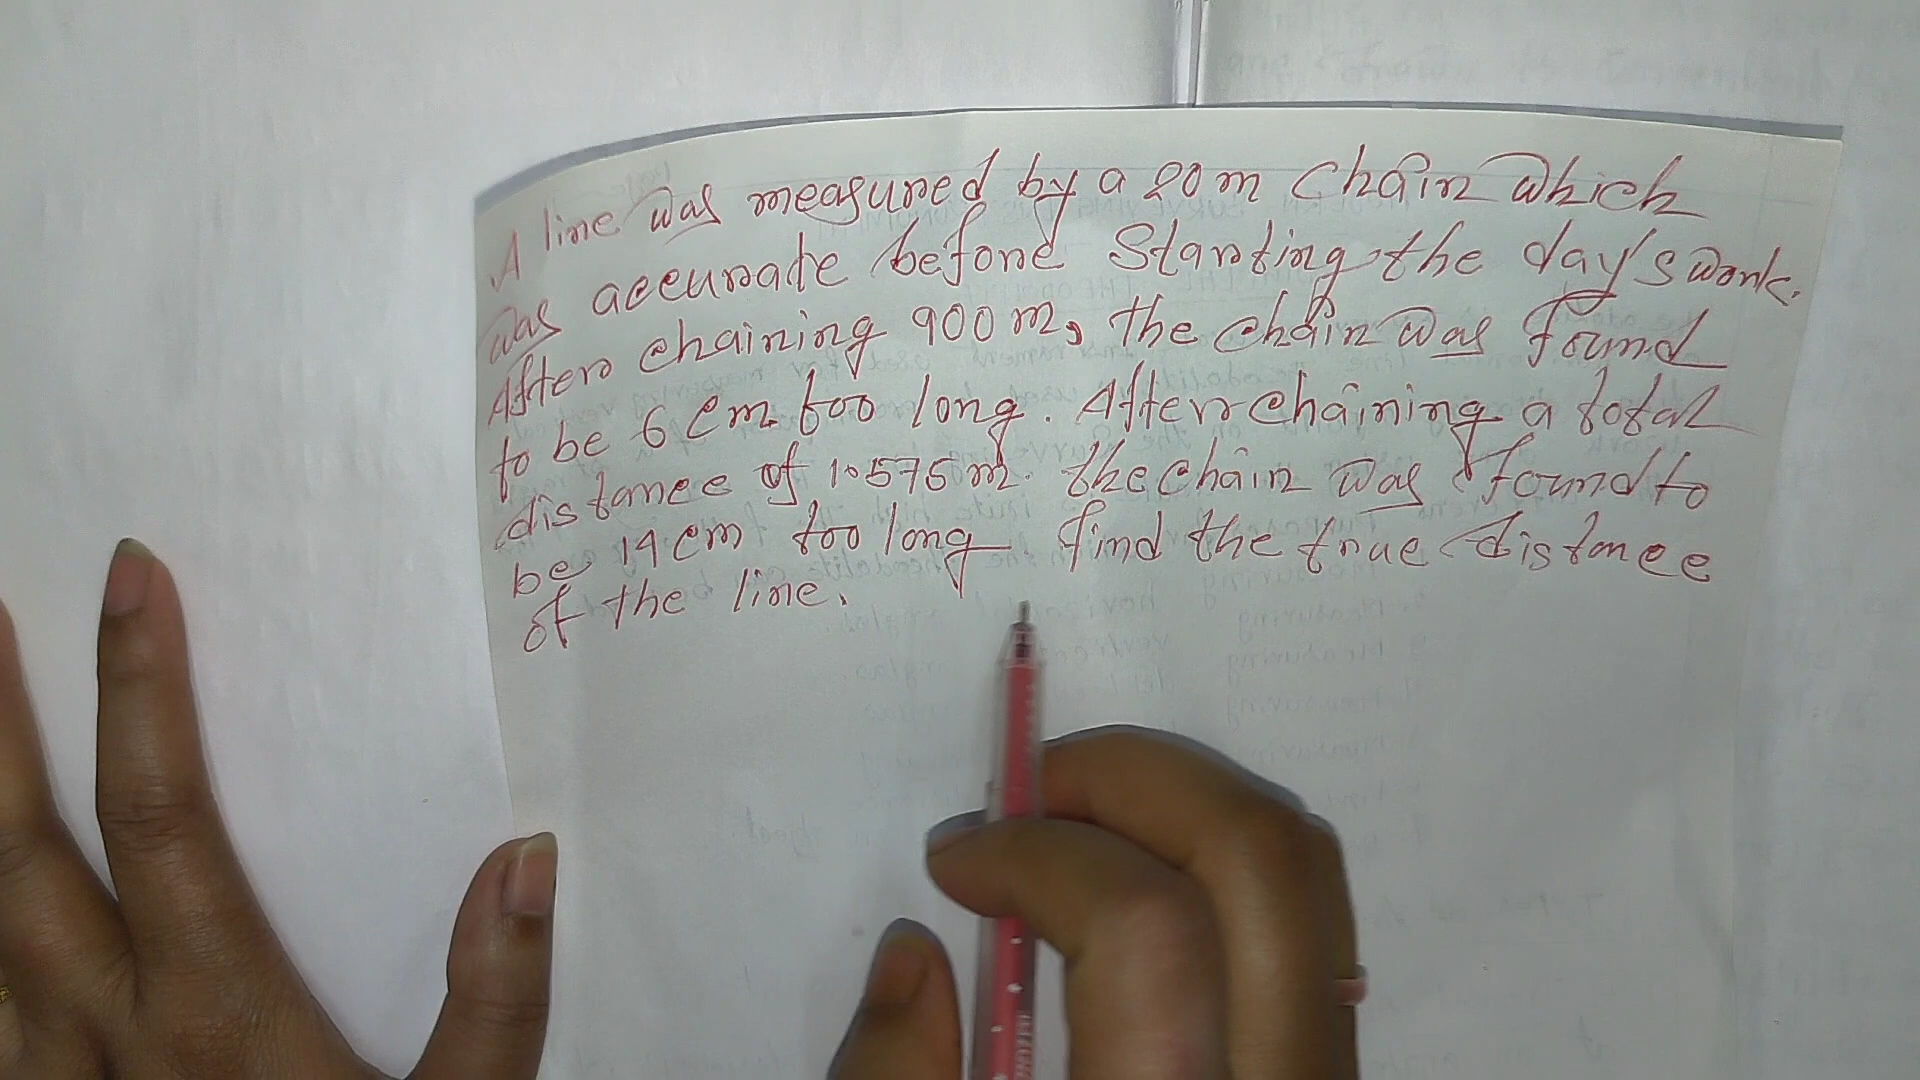 A line was measured by a 20m Chain which
was accurate before Starting the day's work.
After chaining 900m, the chain was found
to be 6 cm too long. After chaining a total
distance of 1.575m. the chain was found to
be 14 cm too long find the true distance
of the line.